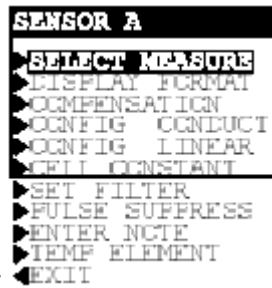 SENSOR A
SELECT MEASURE
DISPLAY FORMAT
COMPENSATION
CONFIG CONDUCT
CONFIG LINEAR
CELL CONSTANT
SET FILTER
PULSE SUPPRESS
ENTER NOTE
TEMP ELEMENT
EXIT